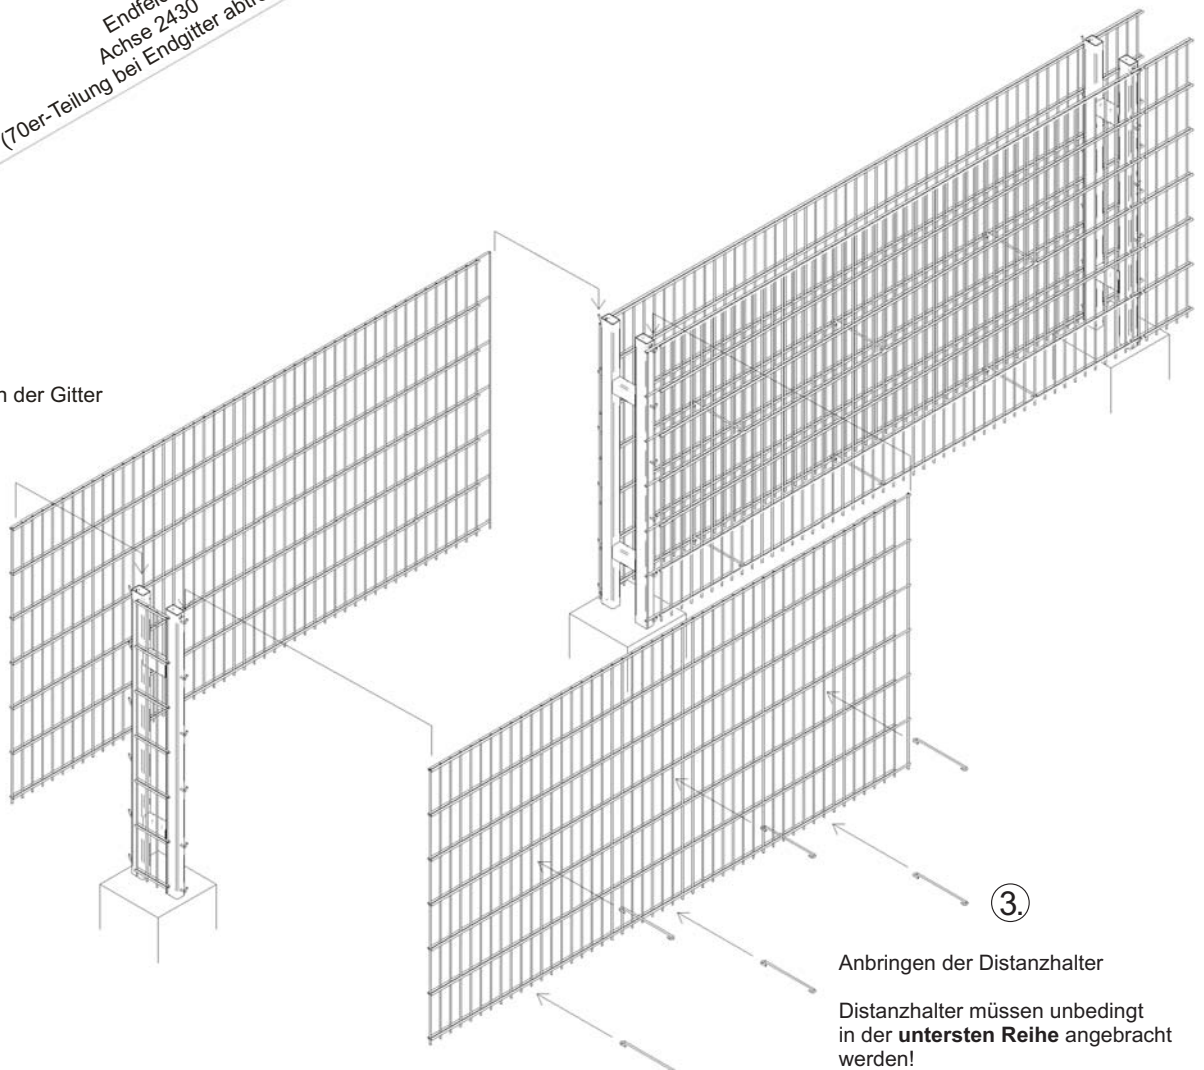 Achse 2430
(70er-Teilung bei Endgitter
der Gitter
3.
Anbringen der Distanzhalter
Distanzhalter müssen unbedingt
in der untersten Reihe angebracht
werden!